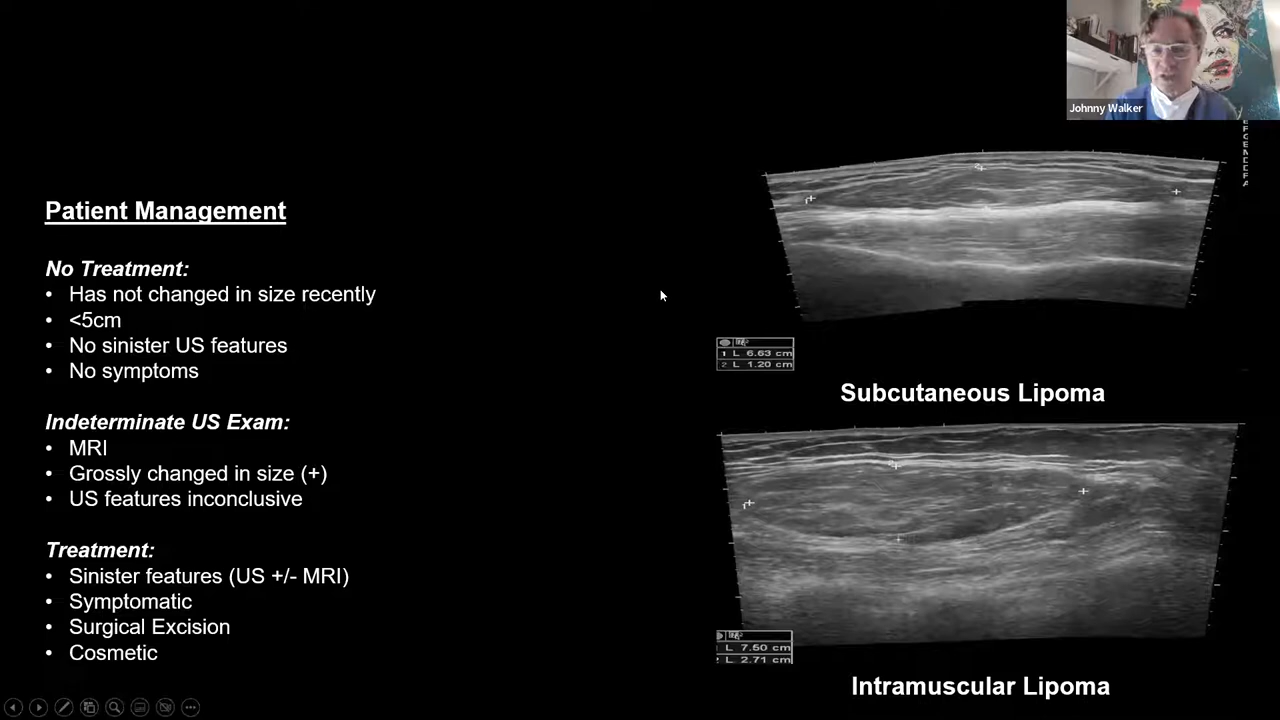 Johnny Walker
Patient Management
No Treatment:
• Has not changed in size recently
• <5cm
• No sinister US features
• No symptoms
Indeterminate US Exam:
• MRI
• Grossly changed in size (+)
• US features inconclusive
Treatment:
• Sinister features (US +/- MRI)
• Symptomatic
• Surgical Excision
• Cosmetic
1 L 6.63 cm
2 L 1.20 cm
Subcutaneous Lipoma
L 7.50 cm
L 2.71 cm
Intramuscular Lipoma